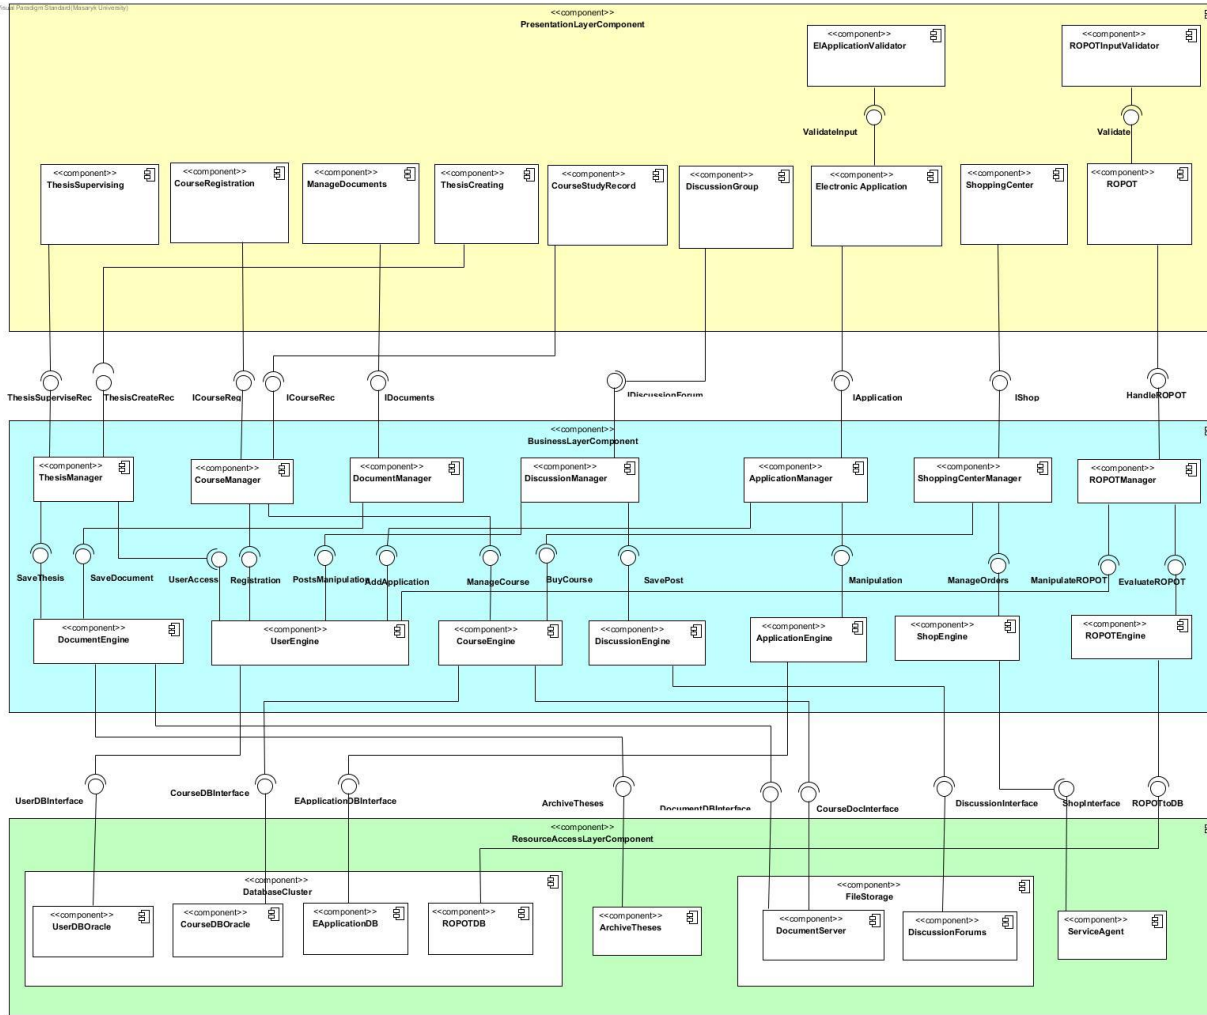 Visual Paradigm Standard(Masaryk University)
<<component>>
PresentationLayerComponent
<<component>>
EIApplicationValidator
<<component>>
ROPOTInputValidator
ValidateInput
Validate
<<component>>
ThesisSupervising
<<component>>
CourseRegistration
<<component>>
ManageDocuments
<<component>>
ThesisCreating
<<component>>
CourseStudyRecord
<<component>>
DiscussionGroup
<<component>>
Electronic Application
<<component>>
ShoppingCenter
<<component>>
ROPOT
ThesisSuperviseRec
ThesisCreateRec
ICourseReg
ICourseRec
IDocuments
IDiscussionForum
IApplication
IShop
HandleROPOT
<<component>>
BusinessLayerComponent
<<component>>
ThesisManager
<<component>>
CourseManager
<<component>>
DocumentManager
<<component>>
DiscussionManager
<<component>>
ApplicationManager
<<component>>
ShoppingCenterManager
<<component>>
ROPOTManager
SaveThesis
SaveDocument
UserAccess
Registration
PostsManipulation
AddApplication
ManageCourse
BuyCourse
SavePost
Manipulation
ManageOrders
ManipulateROPOT
EvaluateROPOT
<<component>>
DocumentEngine
<<component>>
UserEngine
<<component>>
CourseEngine
<<component>>
DiscussionEngine
<<component>>
ApplicationEngine
<<component>>
ShopEngine
<<component>>
ROPOTEngine
UserDBInterface
CourseDBInterface
EApplicationDBInterface
ArchiveTheses
DocumentDBInterface
CourseDocInterface
DiscussionInterface
ShopInterface
ROPOTtoDB
<<component>>
ResourceAccessLayerComponent
<<component>>
DatabaseCluster
<<component>>
FileStorage
<<component>>
UserDBOracle
<<component>>
CourseDBOracle
<<component>>
EApplicationDB
<<component>>
ROPOTDB
<<component>>
ArchiveTheses
<<component>>
DocumentServer
<<component>>
DiscussionForums
<<component>>
ServiceAgent